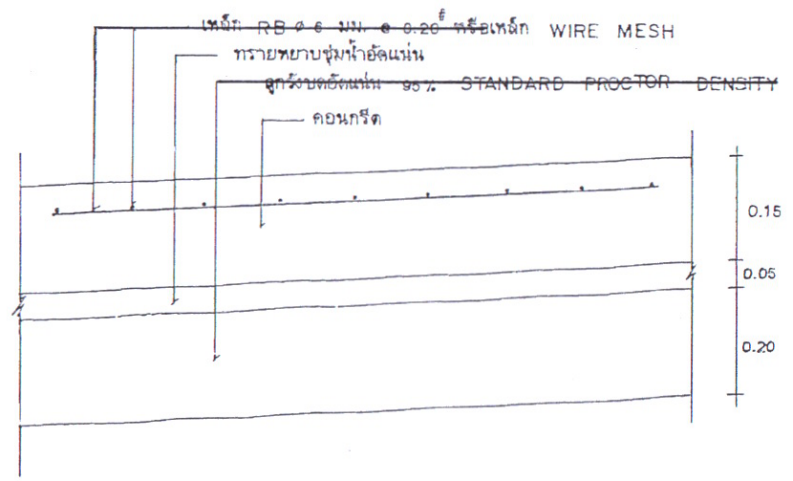 เหล็ก RB Ø 6 มม. @ 0.20 # หรือเหล็ก WIRE MESH
ทรายหยาบชุ่มน้ำอัดแน่น
ลูกรังบดอัดแน่น 95% STANDARD PROCTOR DENSITY
คอนกรีต
0.15
0.05
0.20